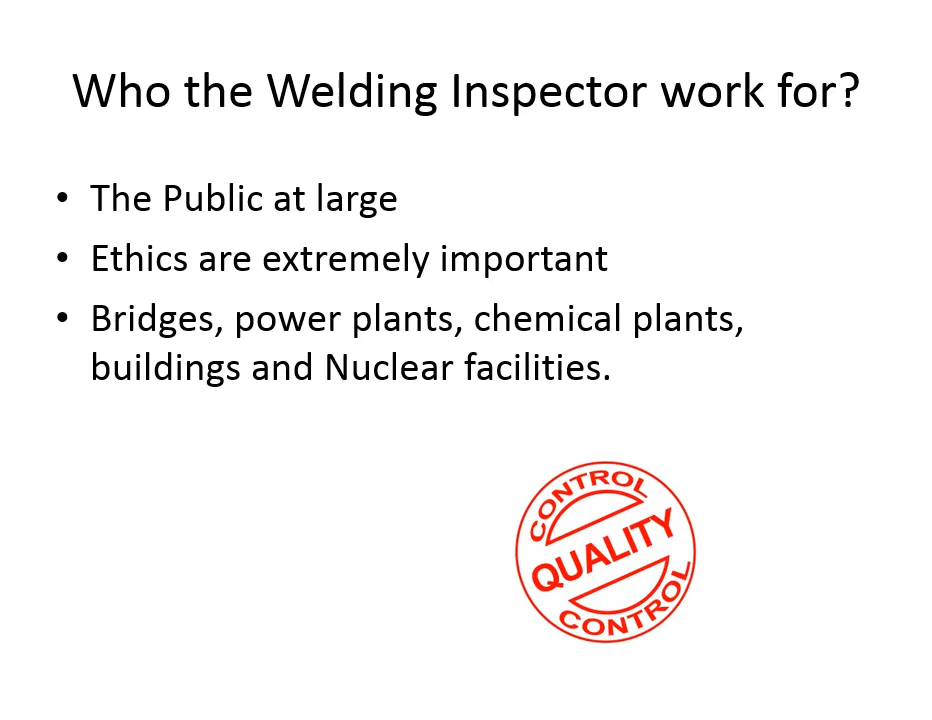 Who the Welding Inspector work for?
• The Public at large
• Ethics are extremely important
• Bridges, power plants, chemical plants,
buildings and Nuclear facilities.
CONTROL
QUALITY
CONTROL